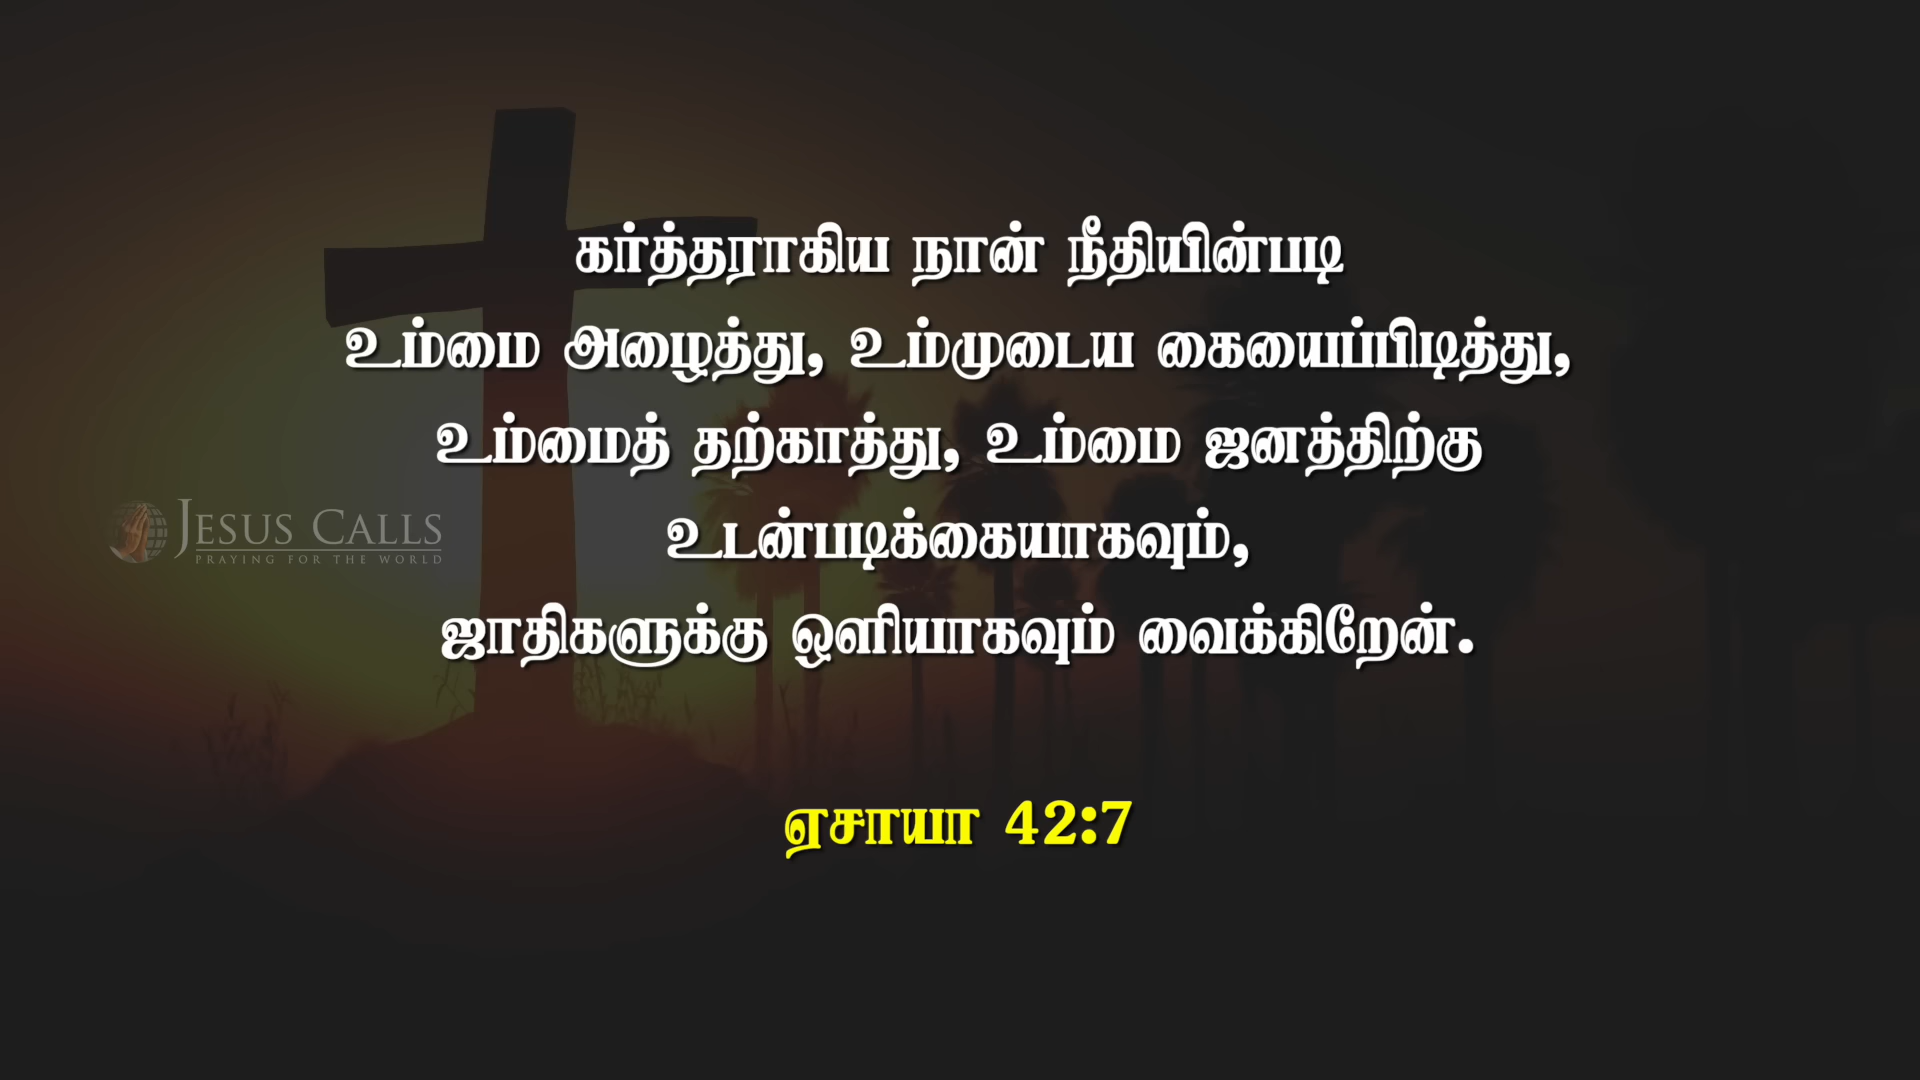 கர்த்தராகிய நான் நீதியின்படி
உம்மை அழைத்து, உம்முடைய கையைப்பிடித்து,
உம்மைத் தற்காத்து, உம்மை ஜனத்திற்கு
உடன்படிக்கையாகவும்,
ஜாதிகளுக்கு ஒளியாகவும் வைக்கிறேன்.
JESUS CALLS
PRAYING FOR THE WORLD
ஏசாயா 42:7